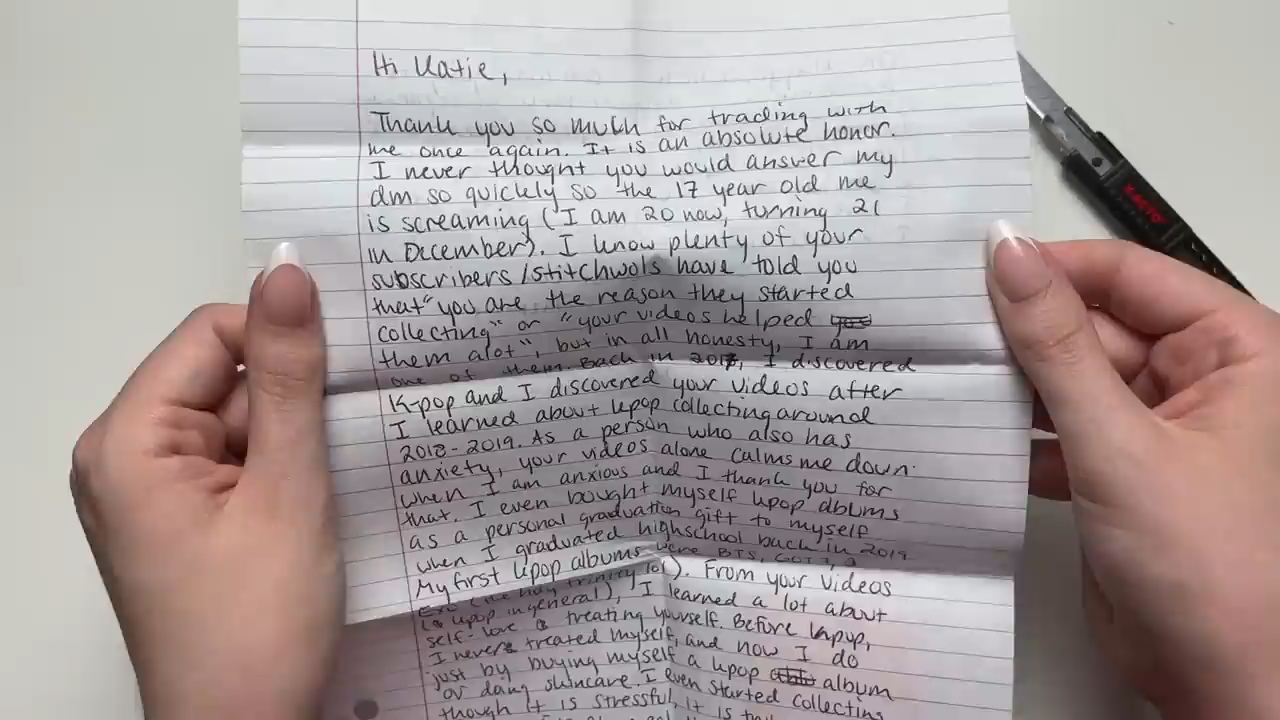 Hi Katie,
Thank you so much for trading with
me once again. It is an absolute honor.
I never thought you would answer my
dm so quickly so the 17 year old me
is screaming (I am 20 now, turning 21
in December). I know plenty of your
subscribers/stitchwols have told you
that "you are the reason they started
collecting" or "your videos helped
them alot", but in all honesty, I am
one of them. Back in 2017, I discovered
K-pop and I discovered your videos after
I learned about kpop collecting around
2018-2019. As a person who also has
anxiety, your videos alone calms me down
when I am anxious and I thank you for
that. I even bought myself kpop albums
as a personal graduation gift to myself
when I graduated highschool back in 2019
My first kpop albums were BTS, GOT7, &
EXO (the holy trinity lol). From your videos
(& kpop in general), I learned a lot about
self-love & treating yourself. Before kpop,
I never treated myself, and now I do
just by buying myself a kpop album
or doing skincare. I even started collecting
though it is stressful, it is
X-ACTO